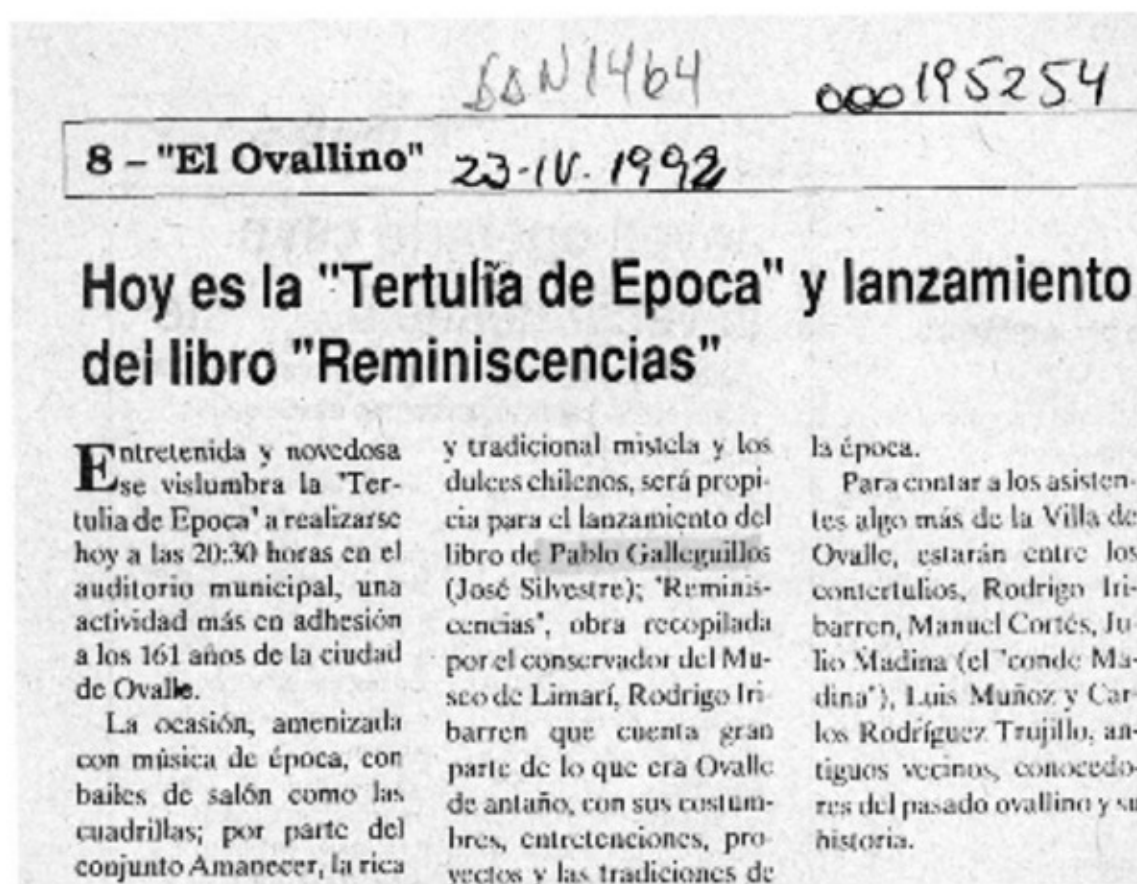 000195254
8 – "El Ovallino" 23-IV. 1992
Hoy es la "Tertulia de Epoca" y lanzamiento
del libro "Reminiscencias"
Entretenida y novedosa
se vislumbra la "Ter-
tulia de Epoca" a realizarse
hoy a las 20:30 horas en el
auditorio municipal, una
actividad más en adhesión
a los 161 años de la ciudad
de Ovalle.
La ocasión, amenizada
con música de época, con
bailes de salón como las
cuadrillas; por parte del
conjunto Amanecer, la rica
y tradicional mistela y los
dulces chilenos, será propi-
cia para el lanzamiento del
libro de Pablo Galleguillos
(José Silvestre); "Reminis-
cencias", obra recopilada
por el conservador del Mu-
seo de Limarí, Rodrigo Iri-
barren que cuenta gran
parte de lo que era Ovalle
de antaño, con sus costum-
bres, entretenciones, pro-
yectos y las tradiciones de
la época.
Para contar a los asisten-
tes algo más de la Villa de
Ovalle, estarán entre los
contertulios, Rodrigo Iri-
barren, Manuel Cortés, Ju-
lio Madina (el "conde Ma-
dina"), Luis Muñoz y Car-
los Rodríguez Trujillo, an-
tiguos vecinos, conocedo-
res del pasado ovallino y su
historia.